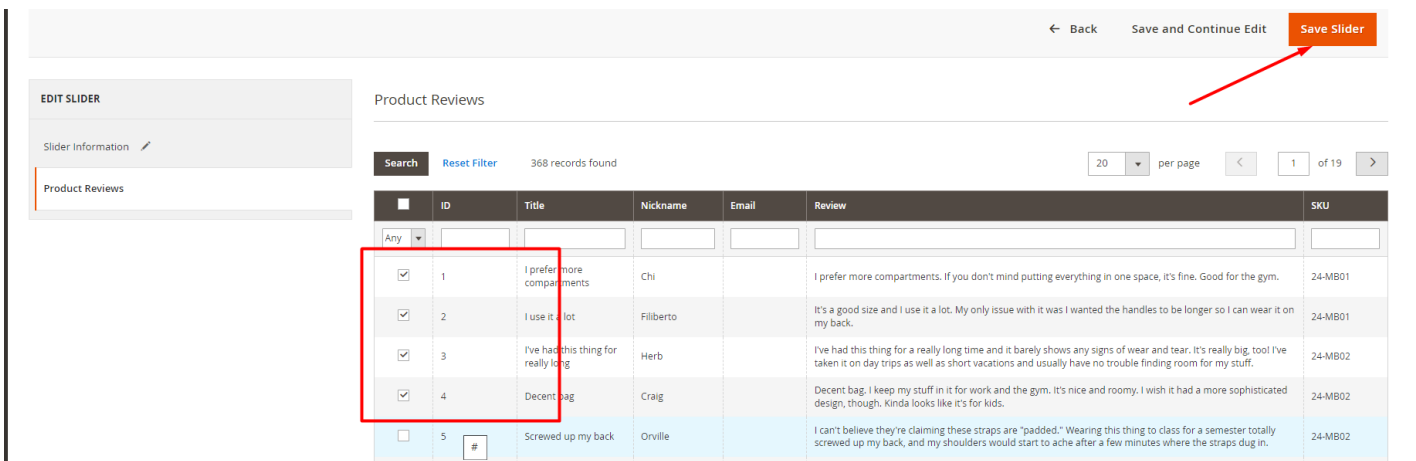 ← Back Save and Continue Edit Save Slider
EDIT SLIDER
Slider Information
Product Reviews
Product Reviews
Search Reset Filter 368 records found 20 per page 1 of 19
ID Title Nickname Email Review SKU
Any
1 I prefer more compartments Chi I prefer more compartments. If you don't mind putting everything in one space, it's fine. Good for the gym. 24-MB01
2 I use it a lot Filiberto It's a good size and I use it a lot. My only issue with it was I wanted the handles to be longer so I can wear it on
my back. 24-MB01
3 I've had this thing for
really long Herb I've had this thing for a really long time and it barely shows any signs of wear and tear. It's really big, too! I've
taken it on day trips as well as short vacations and usually have no trouble finding room for my stuff. 24-MB02
4 Decent bag Craig Decent bag. I keep my stuff in it for work and the gym. It's nice and roomy. I wish it had a more sophisticated
design, though. Kinda looks like it's for kids. 24-MB02
5 # Screwed up my back Orville I can't believe they're claiming these straps are "padded." Wearing this thing to class for a semester totally
screwed up my back, and my shoulders would start to ache after a few minutes where the straps dug in. 24-MB02